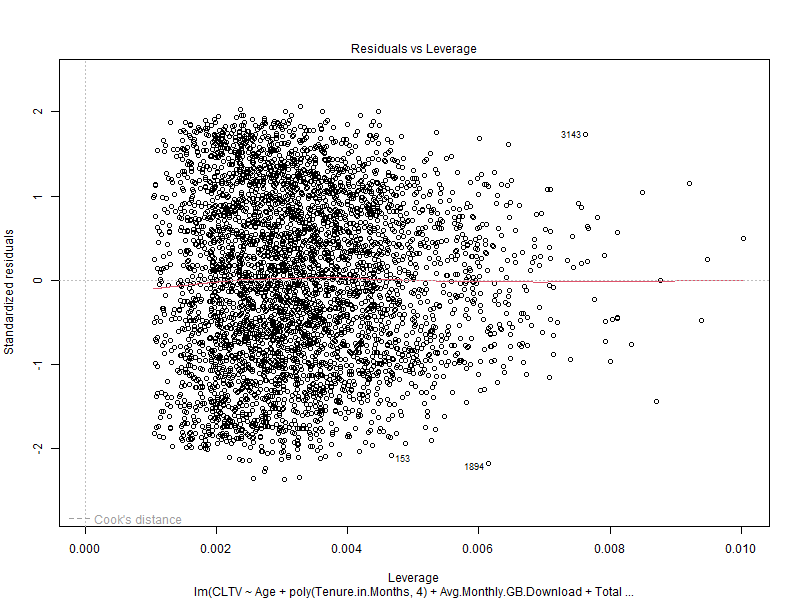 Residuals vs Leverage
Standardized residuals
2
1
0
-1
-2
3143
153
1894
Cook's distance
0.000 0.002 0.004 0.006 0.008 0.010
Leverage
lm(CLTV ~ Age + poly(Tenure.in.Months, 4) + Avg.Monthly.GB.Download + Total ...